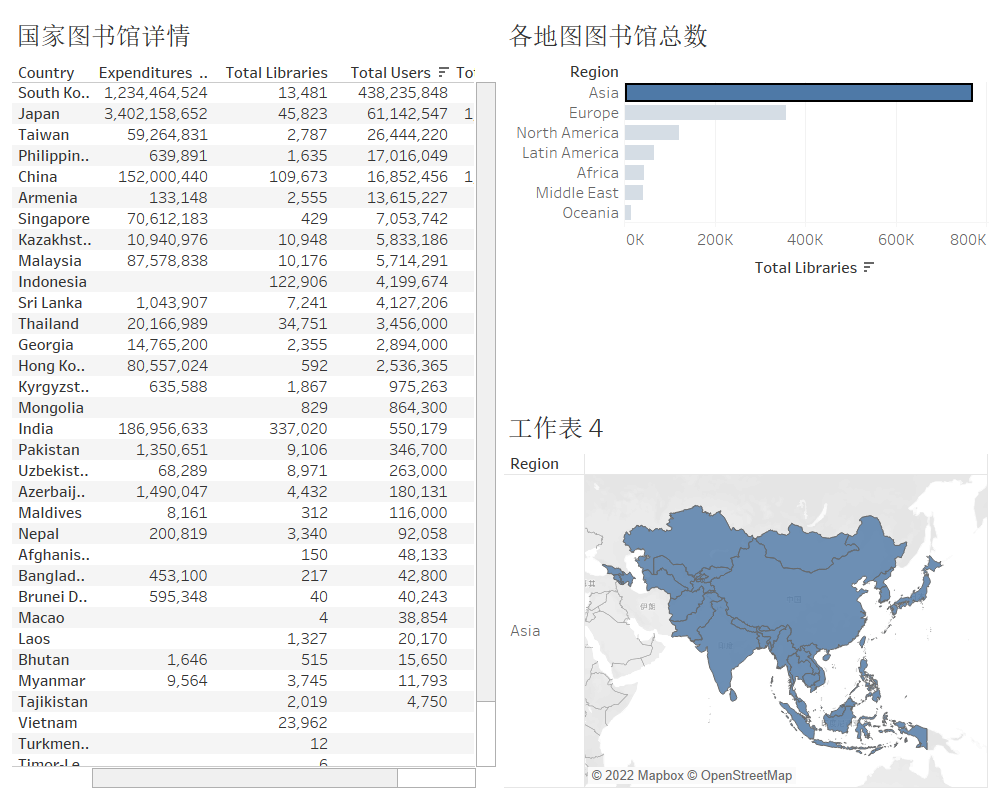 国家图书馆详情
Country Expenditures .. Total Libraries Total Users To
South Ko.. 1,234,464,524 13,481 438,235,848
Japan 3,402,158,652 45,823 61,142,547 1
Taiwan 59,264,831 2,787 26,444,220
Philippin.. 639,891 1,635 17,016,049
China 152,000,440 109,673 16,852,456 1
Armenia 133,148 2,555 13,615,227
Singapore 70,612,183 429 7,053,742
Kazakhst.. 10,940,976 10,948 5,833,186
Malaysia 87,578,838 10,176 5,714,291
Indonesia 122,906 4,199,674
Sri Lanka 1,043,907 7,241 4,127,206
Thailand 20,166,989 34,751 3,456,000
Georgia 14,765,200 2,355 2,894,000
Hong Ko.. 80,557,024 592 2,536,365
Kyrgyzst.. 635,588 1,867 975,263
Mongolia 829 864,300
India 186,956,633 337,020 550,179
Pakistan 1,350,651 9,106 346,700
Uzbekist.. 68,289 8,971 263,000
Azerbaij.. 1,490,047 4,432 180,131
Maldives 8,161 312 116,000
Nepal 200,819 3,340 92,058
Afghanis.. 150 48,133
Banglad.. 453,100 217 42,800
Brunei D.. 595,348 40 40,243
Macao 4 38,854
Laos 1,327 20,170
Bhutan 1,646 515 15,650
Myanmar 9,564 3,745 11,793
Tajikistan 2,019 4,750
Vietnam 23,962
Turkmen.. 12
Timor-Le 6
各地图图书馆总数
Region
Asia
Europe
North America
Latin America
Africa
Middle East
Oceania
0K 200K 400K 600K 800K
Total Libraries
工作表 4
Region
Asia
伊朗
© 2022 Mapbox © OpenStreetMap